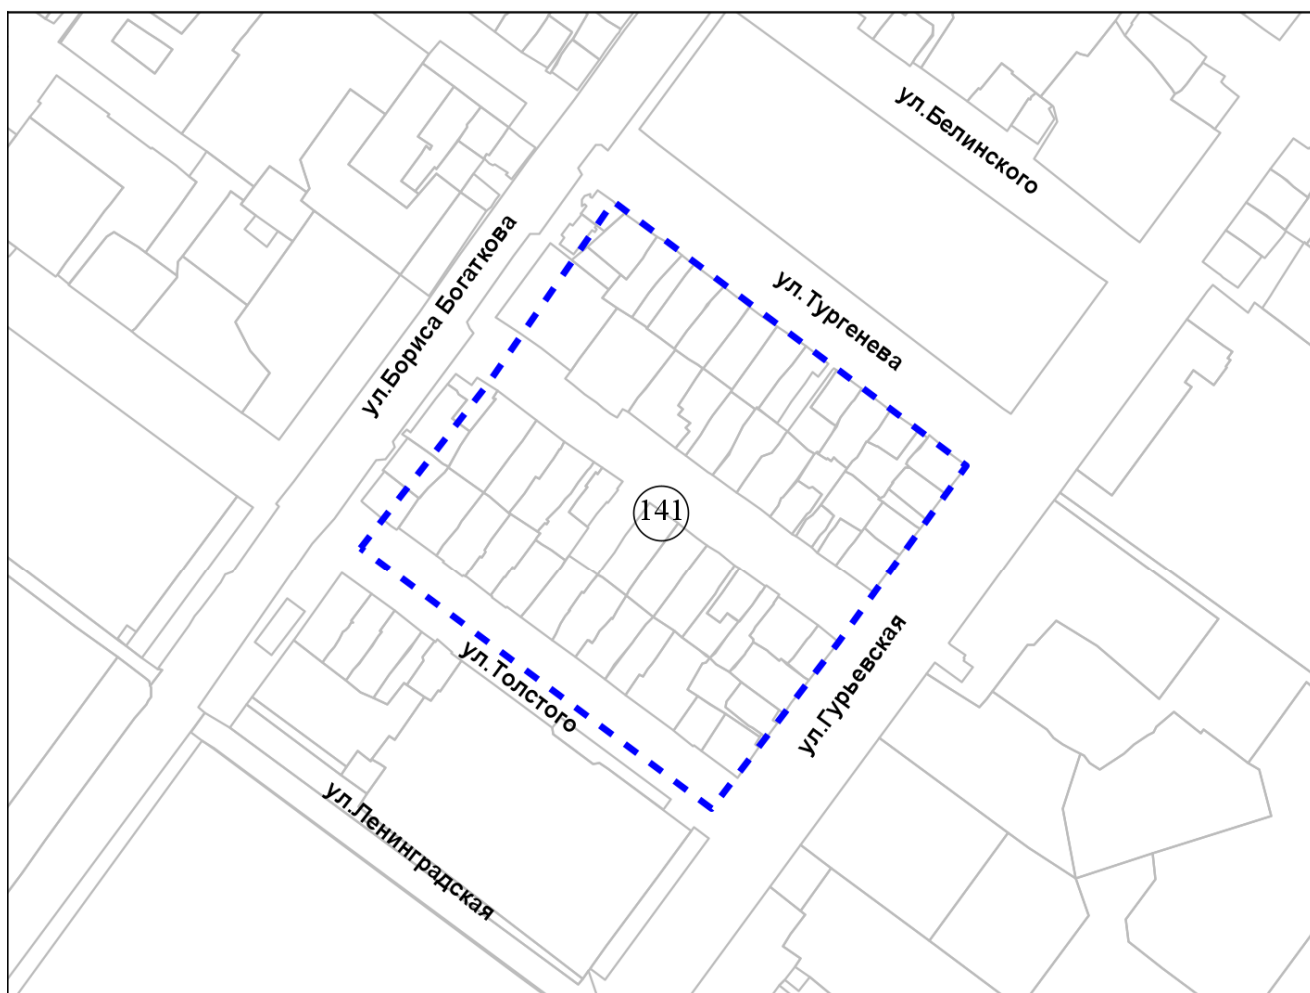 ул.Белинского
ул.Бориса Богаткова
ул.Тургенева
141
ул.Гурьевская
ул.Толстого
ул.Ленинградская